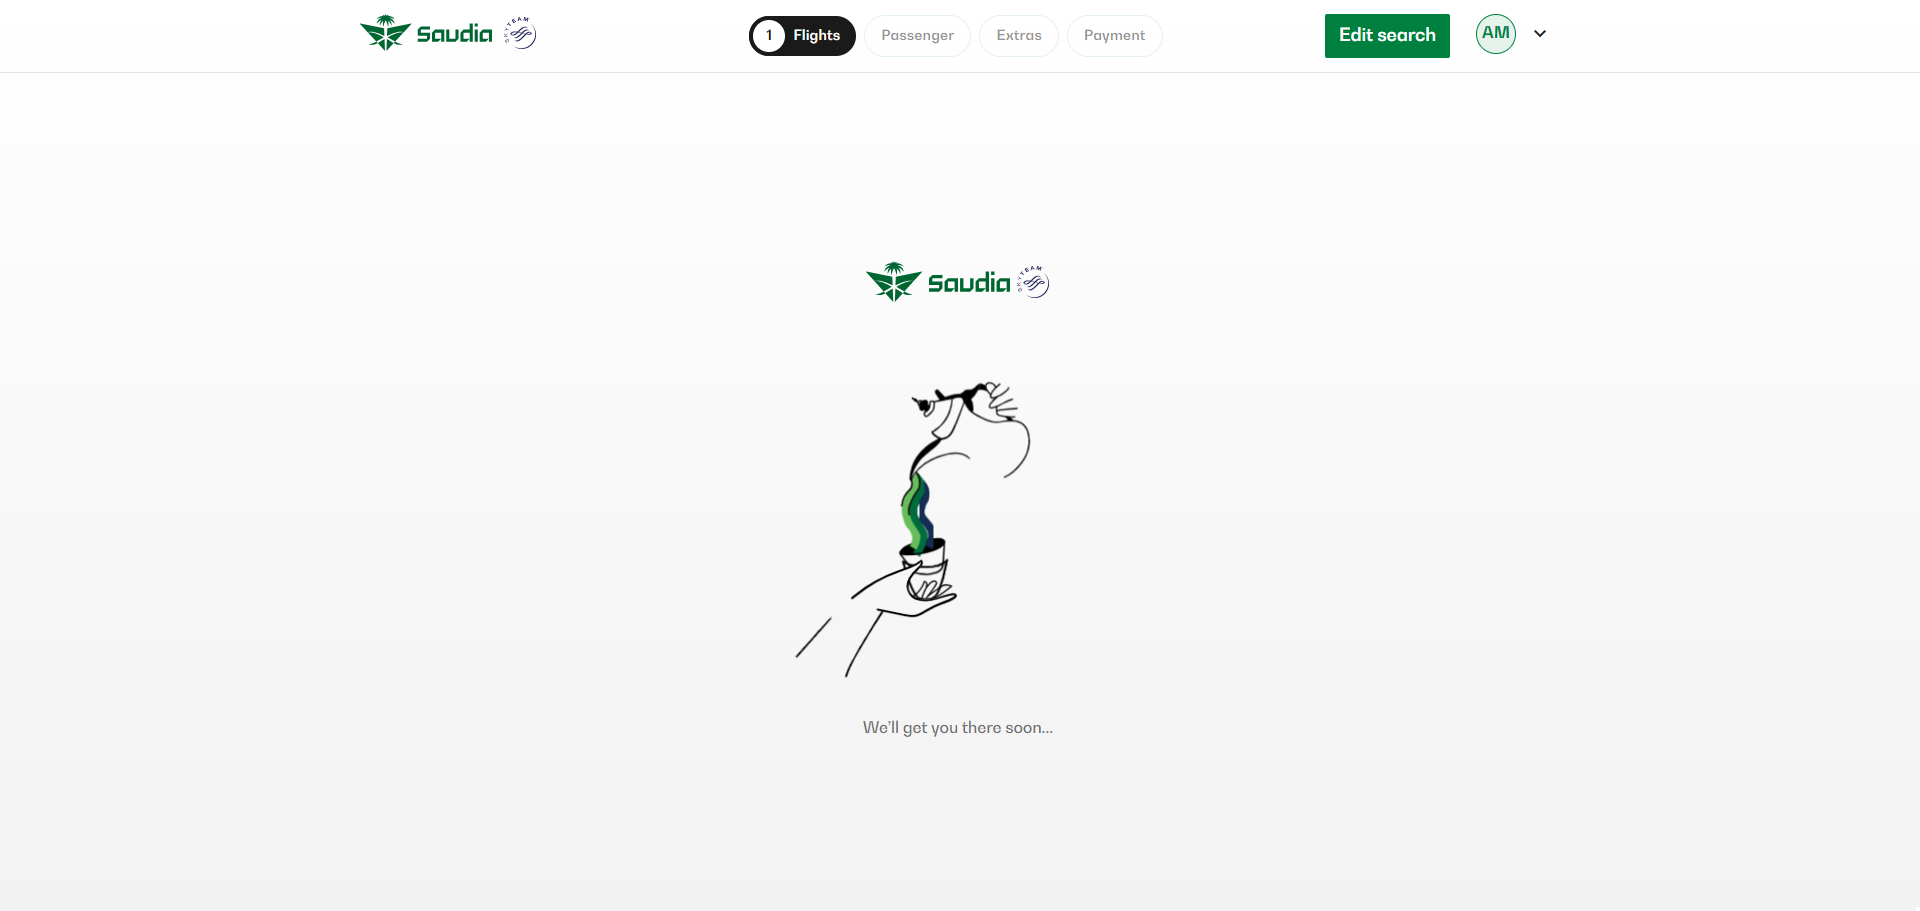 Saudia SKYTEAM
1 Flights
Passenger
Extras
Payment
Edit search
AM
Saudia SKYTEAM
We'll get you there soon...